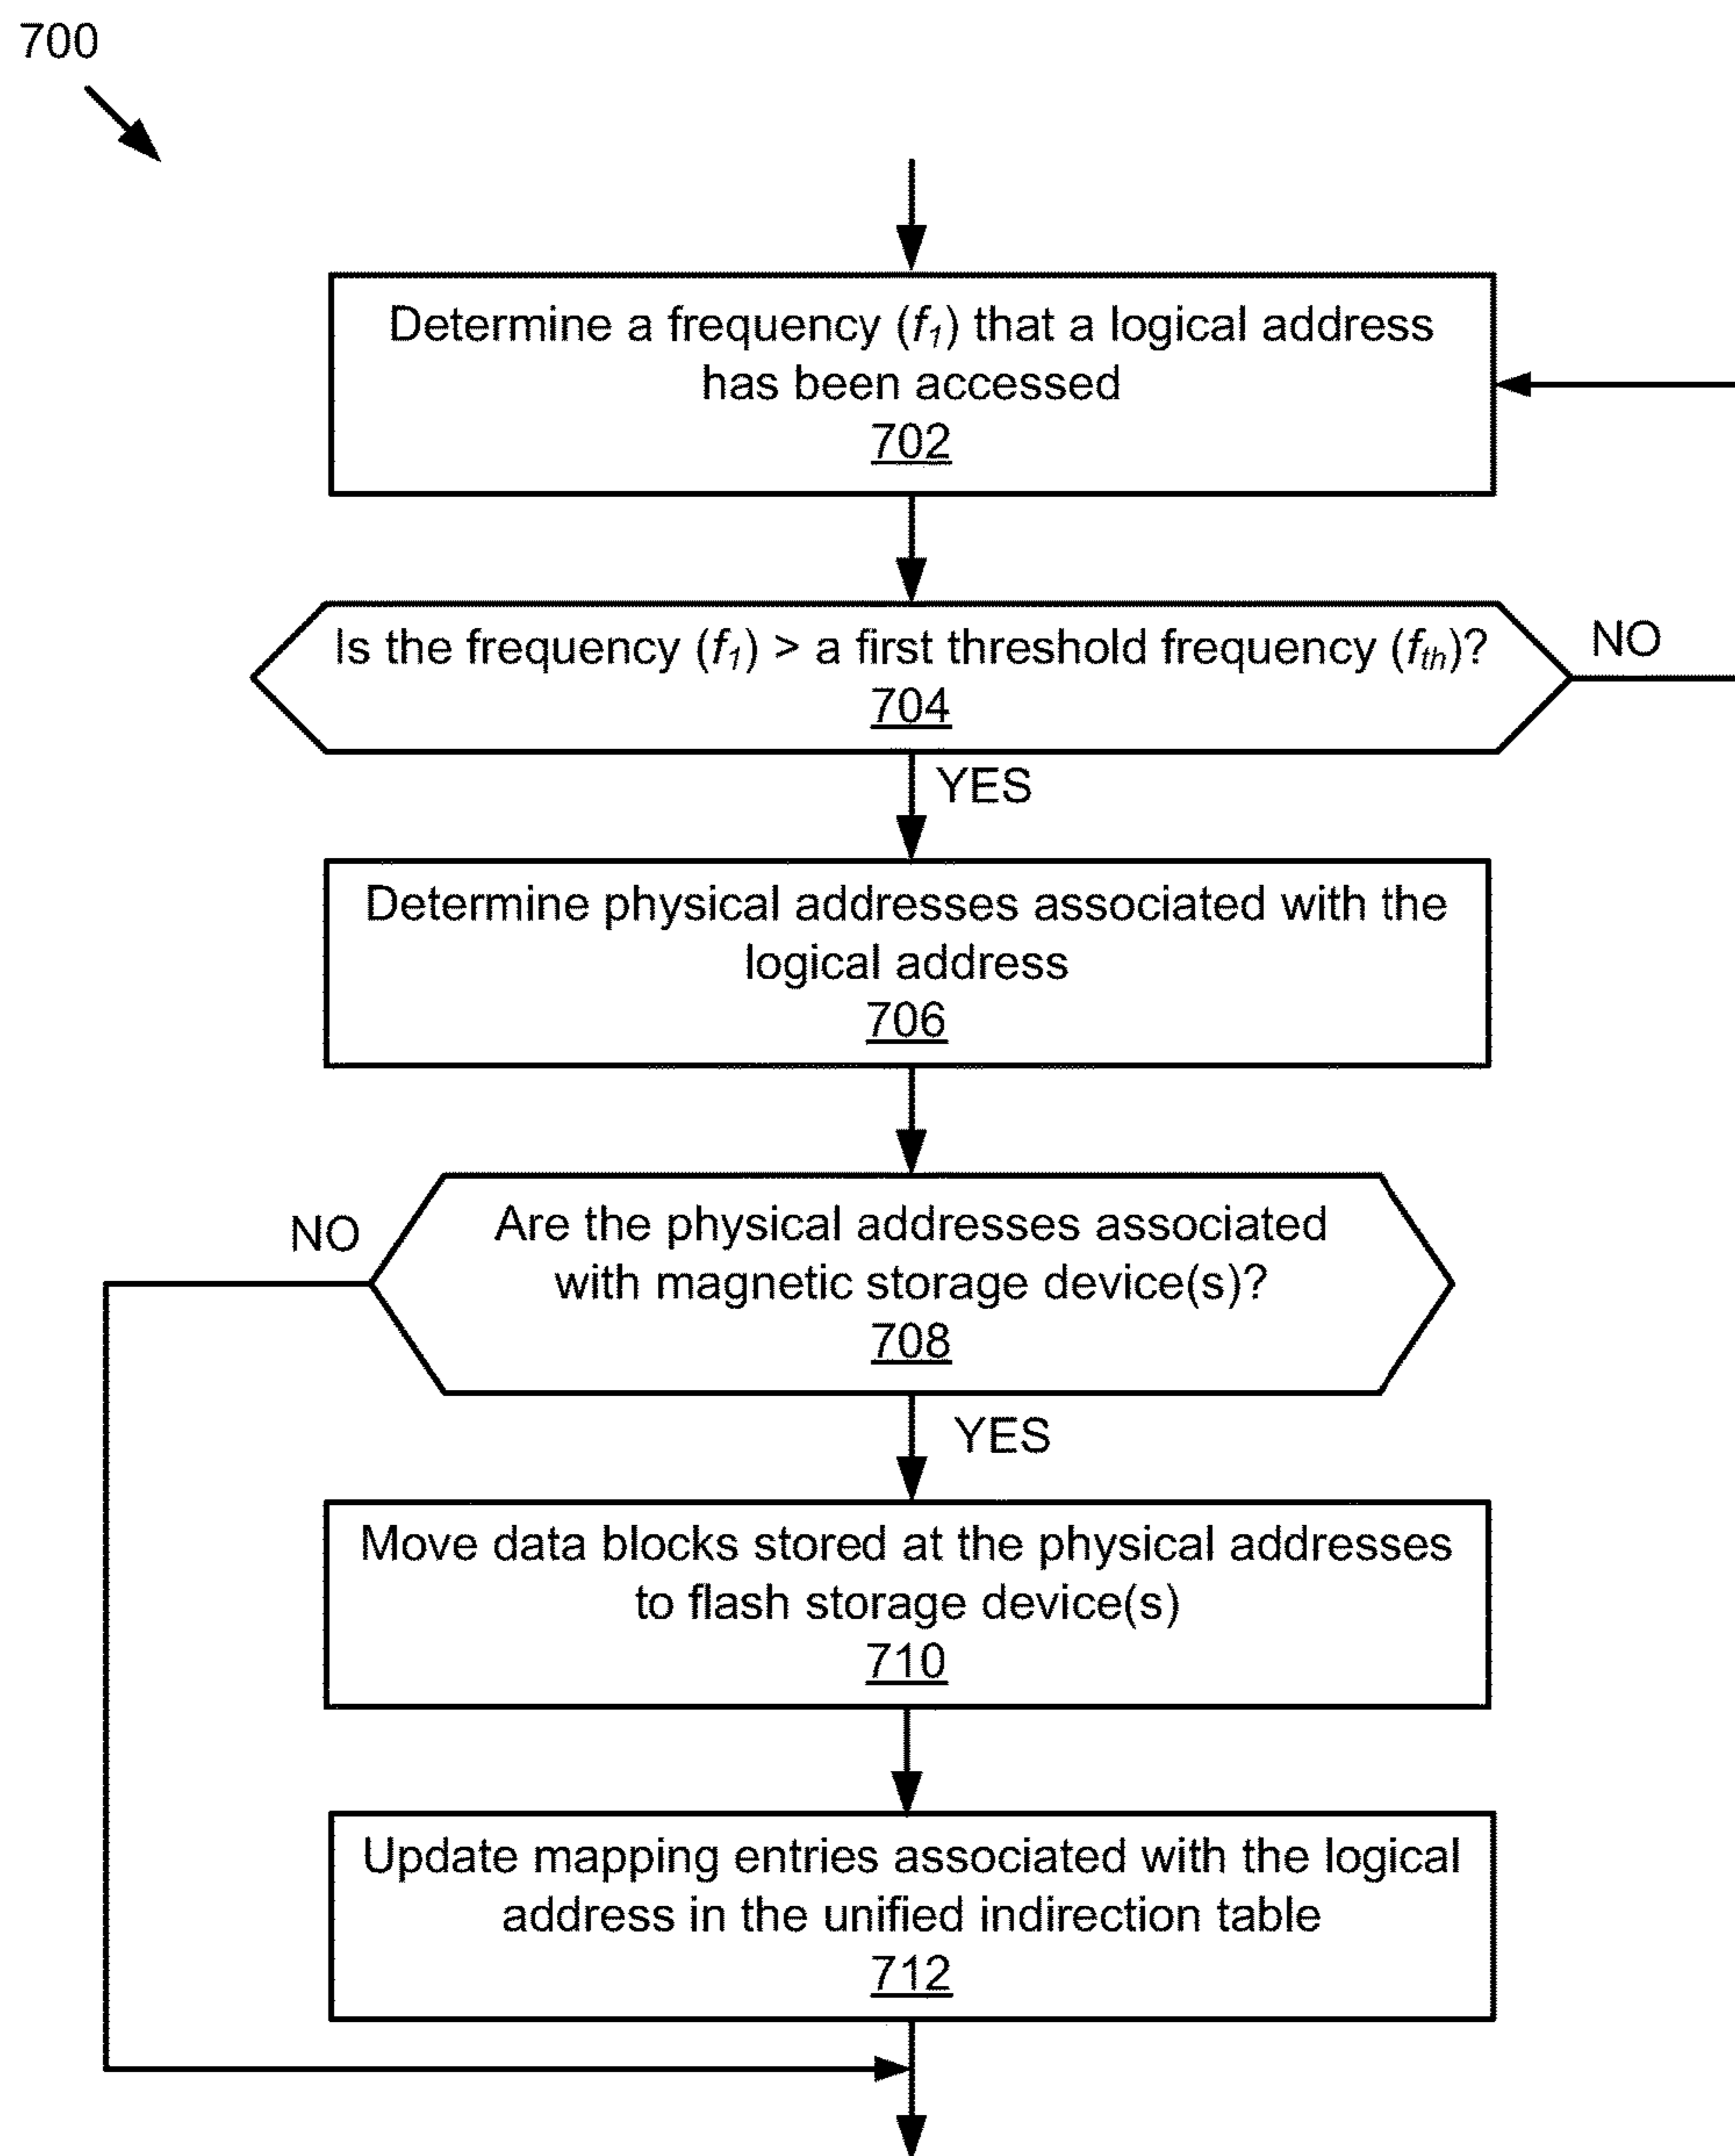 700
Determine a frequency (f1) that a logical address
has been accessed
702
Is the frequency (f1) > a first threshold frequency (fth)?
NO
704
YES
Determine physical addresses associated with the
logical address
706
NO
Are the physical addresses associated
with magnetic storage device(s)?
708
YES
Move data blocks stored at the physical addresses
to flash storage device(s)
710
Update mapping entries associated with the logical
address in the unified indirection table
712